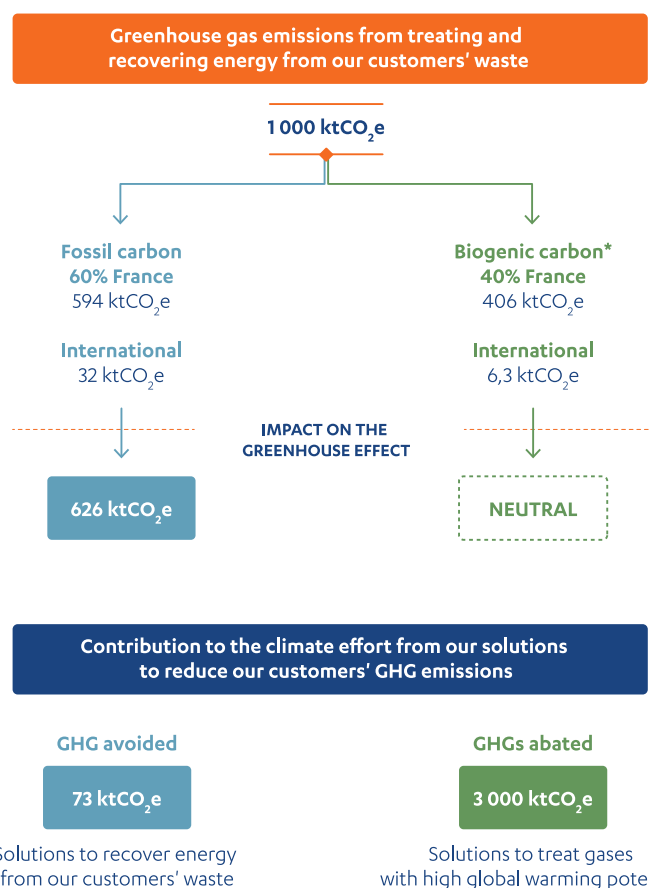 Greenhouse gas emissions from treating and
recovering energy from our customers’ waste
1 000 ktCO₂e
Fossil carbon
60% France
594 ktCO₂e
Biogenic carbon*
40% France
406 ktCO₂e
International
32 ktCO₂e
International
6,3 ktCO₂e
IMPACT ON THE
GREENHOUSE EFFECT
626 ktCO₂e
NEUTRAL
Contribution to the climate effort from our solutions
to reduce our customers’ GHG emissions
GHG avoided
73 ktCO₂e
GHGs abated
3 000 ktCO₂e
Solutions to recover energy
from our customers’ waste
Solutions to treat gases
with high global warming pote